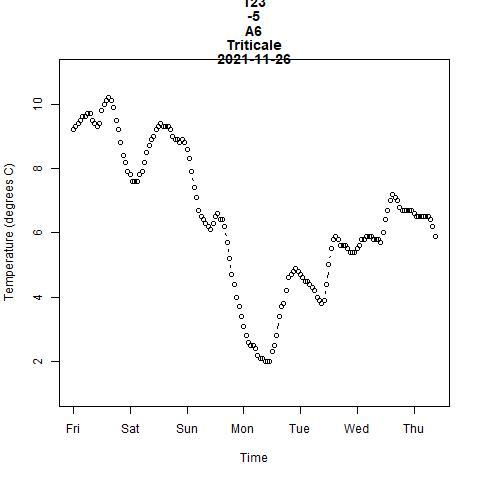 123
-5
A6
Triticale
2021-11-26
10
8
6
4
2
Temperature (degrees C)
Fri Sat Sun Mon Tue Wed Thu
Time